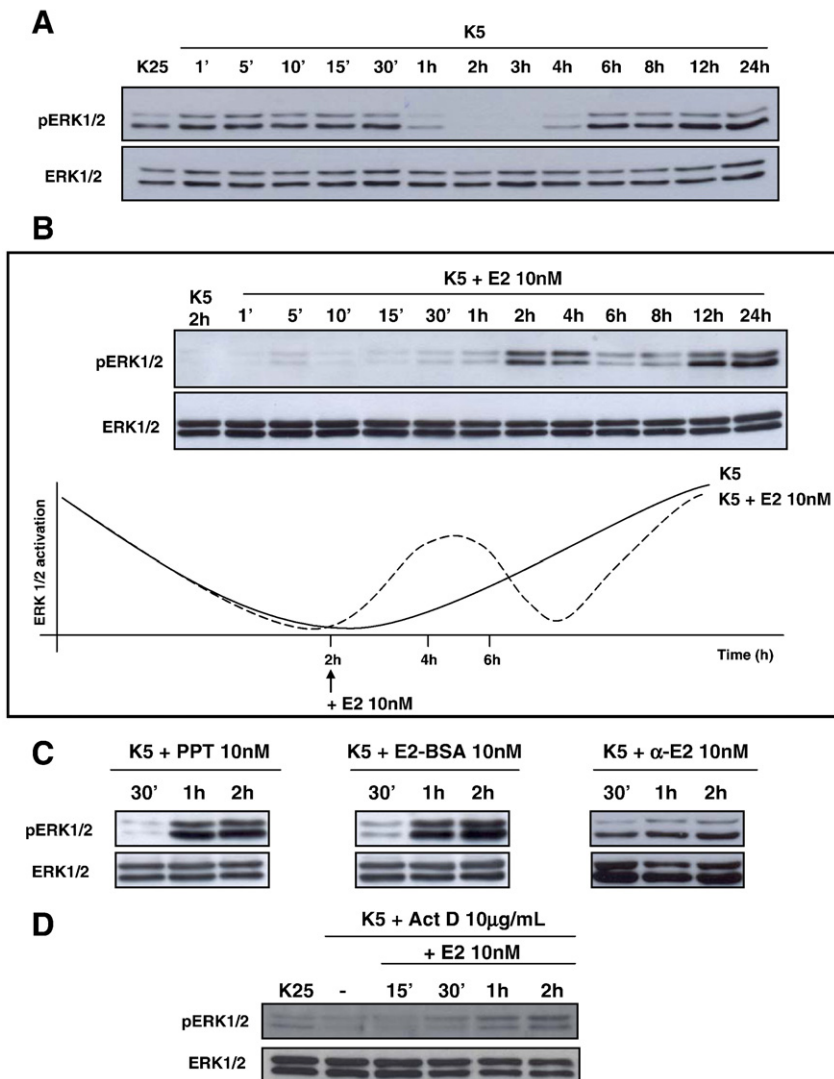 A
K5
K25 1’ 5’ 10’ 15’ 30’ 1h 2h 3h 4h 6h 8h 12h 24h
pERK1/2
ERK1/2
B
K5 + E2 10nM
K5
2h 1’ 5’ 10’ 15’ 30’ 1h 2h 4h 6h 8h 12h 24h
pERK1/2
ERK1/2
ERK 1/2 activation
K5
K5 + E2 10nM
2h 4h 6h Time (h)
+ E2 10nM
C
K5 + PPT 10nM K5 + E2-BSA 10nM K5 + α-E2 10nM
30’ 1h 2h 30’ 1h 2h 30’ 1h 2h
pERK1/2
ERK1/2
D
K5 + Act D 10μg/mL
+ E2 10nM
K25 - 15’ 30’ 1h 2h
pERK1/2
ERK1/2